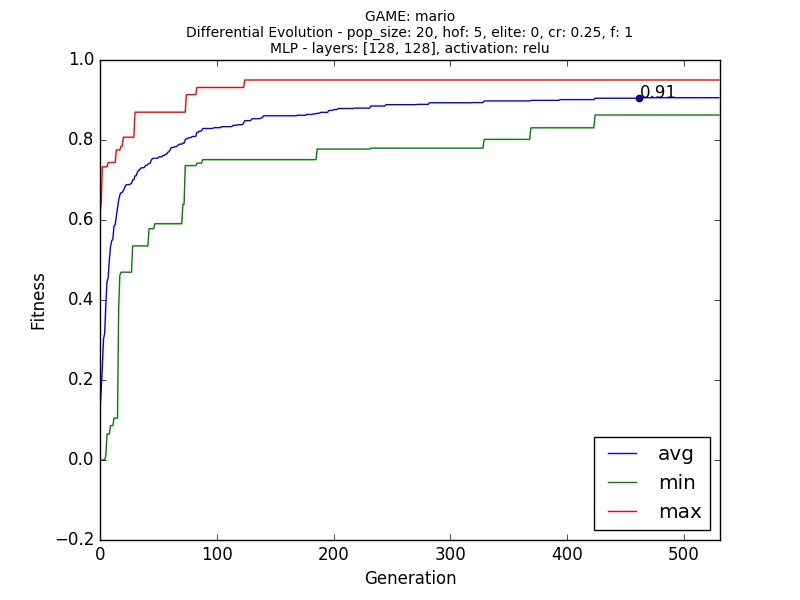 GAME: mario
Differential Evolution - pop_size: 20, hof: 5, elite: 0, cr: 0.25, f: 1
MLP - layers: [128, 128], activation: relu
1.0
0.8
0.6
0.4
0.2
0.0
−0.2
Fitness
0.91
avg
min
max
0 100 200 300 400 500
Generation